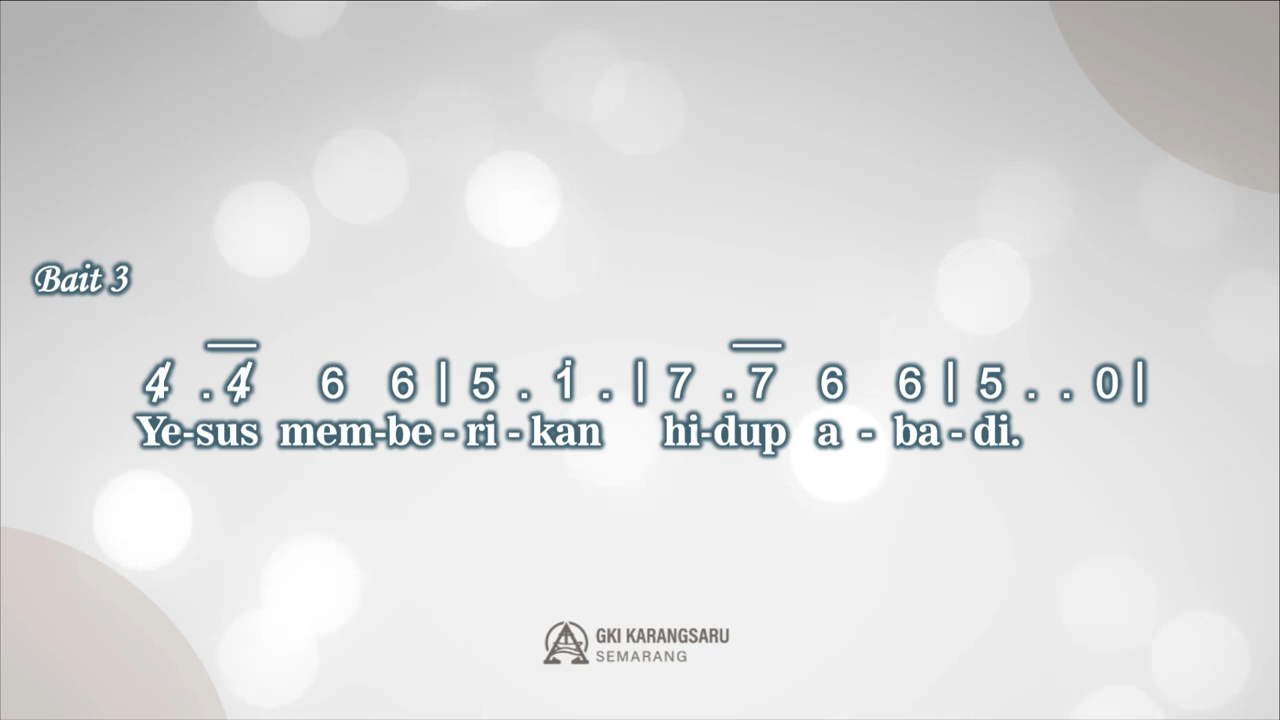 Bait 3
4̸ . 4̸ 6 6 | 5 . 1̇ . | 7 . 7 6 6 | 5 . . 0 |
Ye-sus mem-be - ri - kan hi-dup a - ba - di.
GKI KARANGSARU
SEMARANG